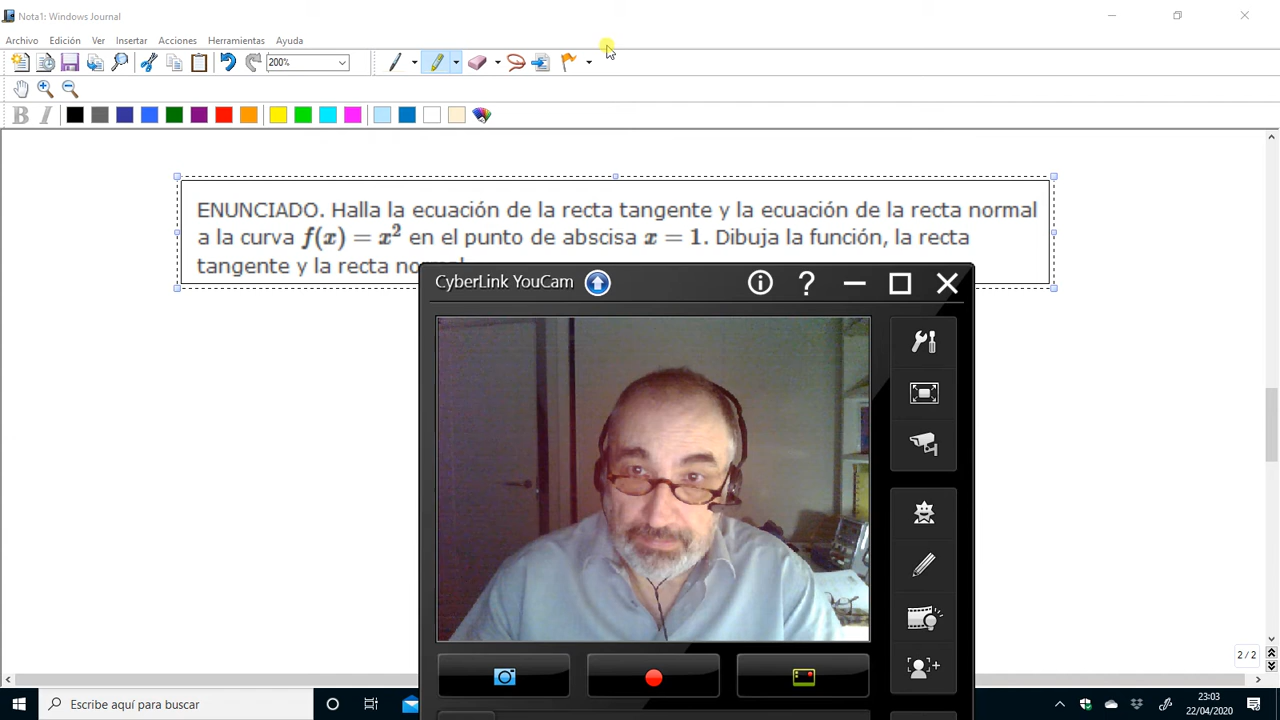 Nota1: Windows Journal
Archivo Edición Ver Insertar Acciones Herramientas Ayuda
200%
B I
ENUNCIADO. Halla la ecuación de la recta tangente y la ecuación de la recta normal
a la curva f(x) = x² en el punto de abscisa x = 1. Dibuja la función, la recta
tangente y la recta
CyberLink YouCam
2 / 2
Escribe aquí para buscar
23:03
22/04/2020